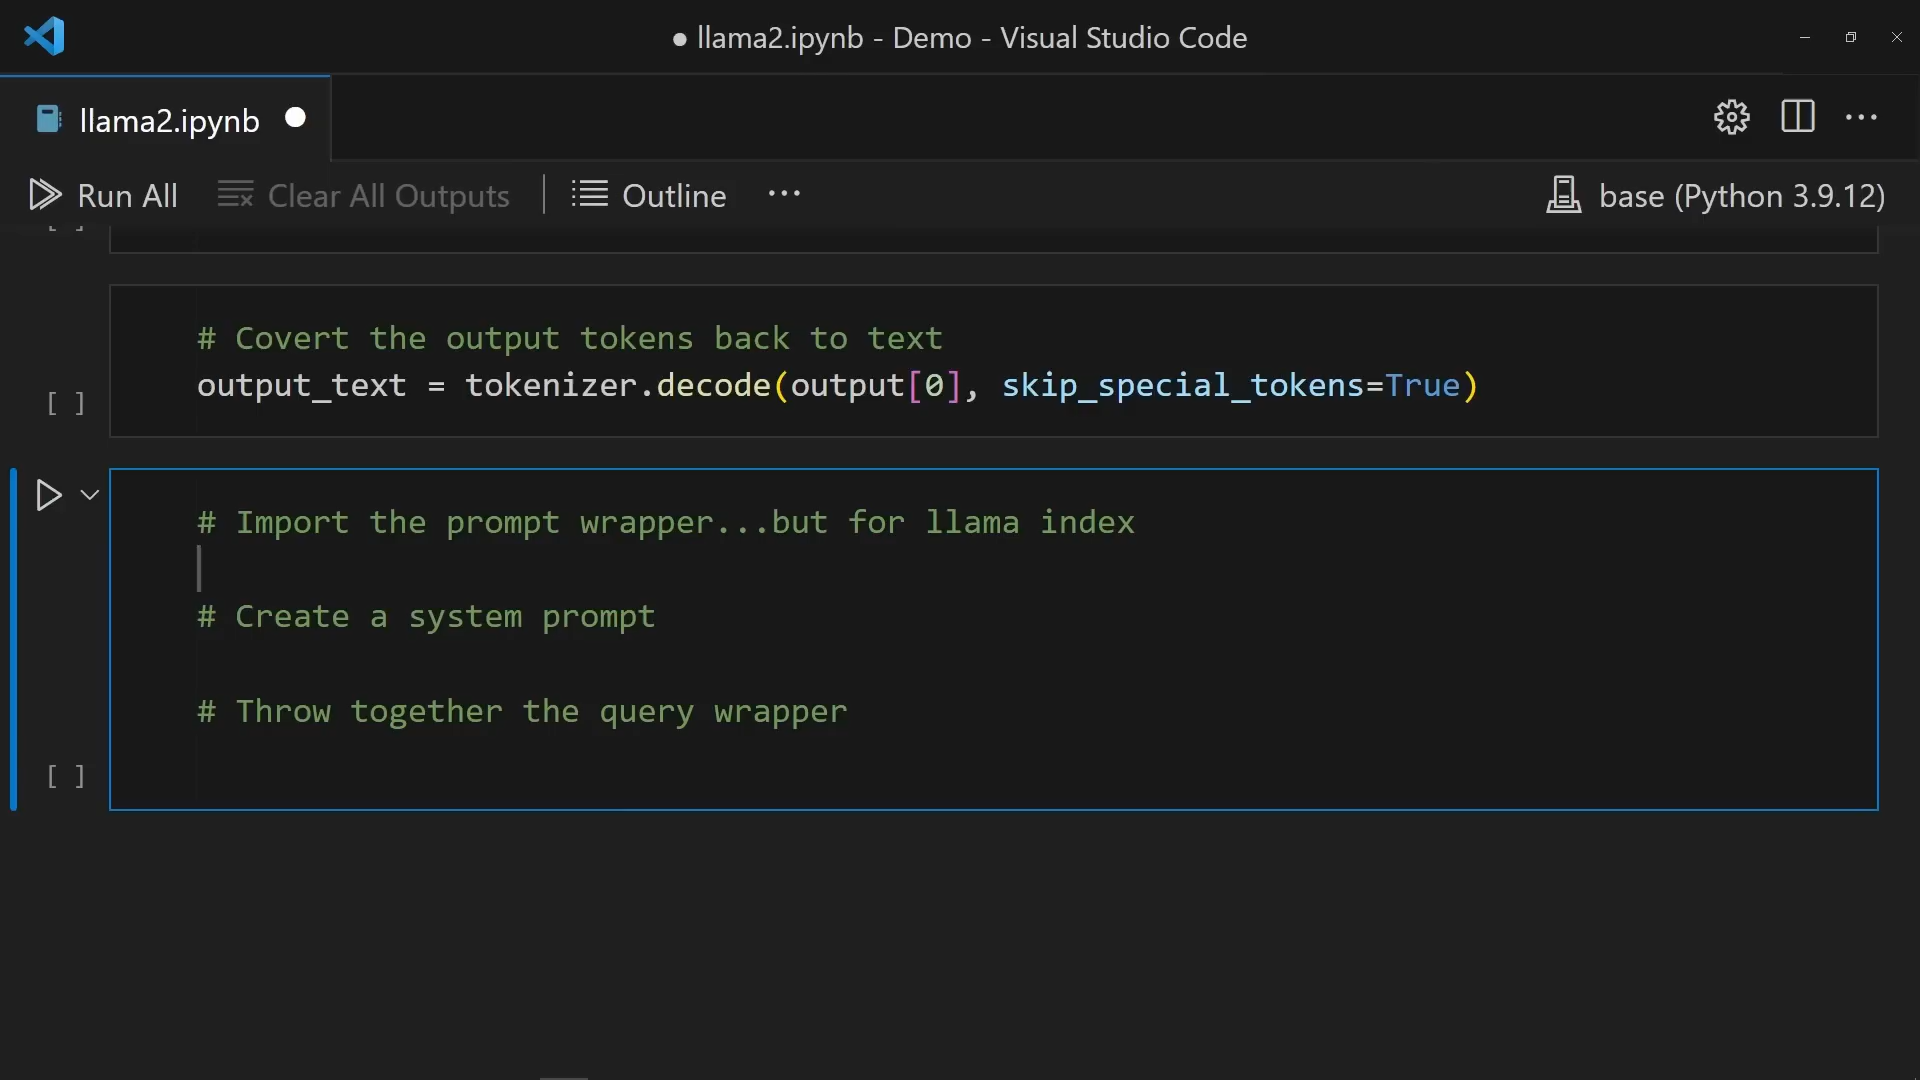 ● llama2.ipynb - Demo - Visual Studio Code
llama2.ipynb
Run All
Clear All Outputs
Outline
base (Python 3.9.12)
# Covert the output tokens back to text
output_text = tokenizer.decode(output[0], skip_special_tokens=True)
[ ]
# Import the prompt wrapper...but for llama index
# Create a system prompt
# Throw together the query wrapper
[ ]